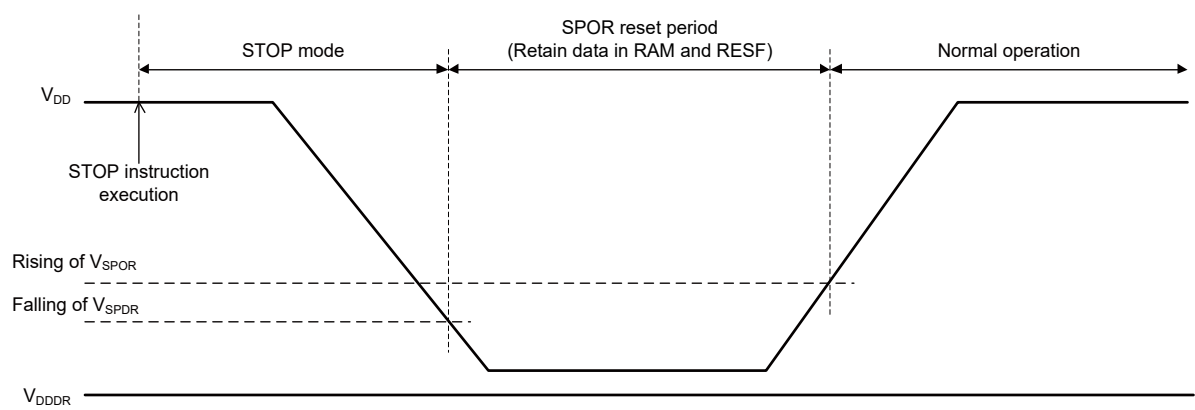 SPOR reset period
STOP mode
(Retain data in RAM and RESF)
Normal operation
VDD
STOP instruction
execution
Rising of VSPOR
Falling of VSPDR
VDDDR